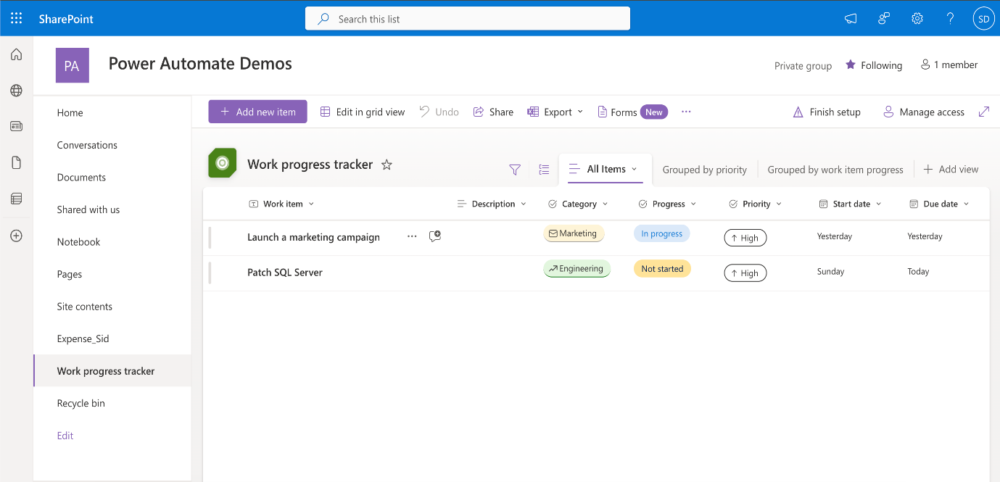 SharePoint
Search this list
SD
PA
Power Automate Demos
Private group
Following
1 member
Home
Conversations
Documents
Shared with us
Notebook
Pages
Site contents
Expense_Sid
Work progress tracker
Recycle bin
Edit
+ Add new item
Edit in grid view
Undo
Share
Export
Forms New
...
Finish setup
Manage access
Work progress tracker
All Items
Grouped by priority
Grouped by work item progress
+ Add view
Work item Description Category Progress Priority Start date Due date
Launch a marketing campaign ... Marketing In progress ↑ High Yesterday Yesterday
Patch SQL Server Engineering Not started ↑ High Sunday Today